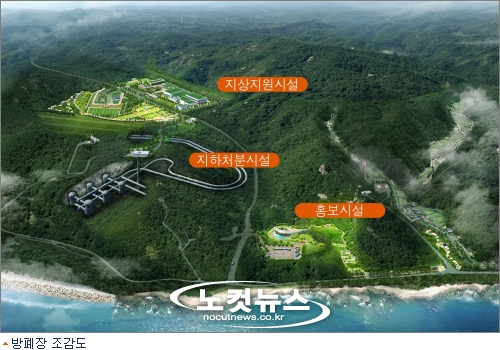 지상지원시설
지하처분시설
홍보시설
노컷뉴스
nocutnews.co.kr
방폐장 조감도